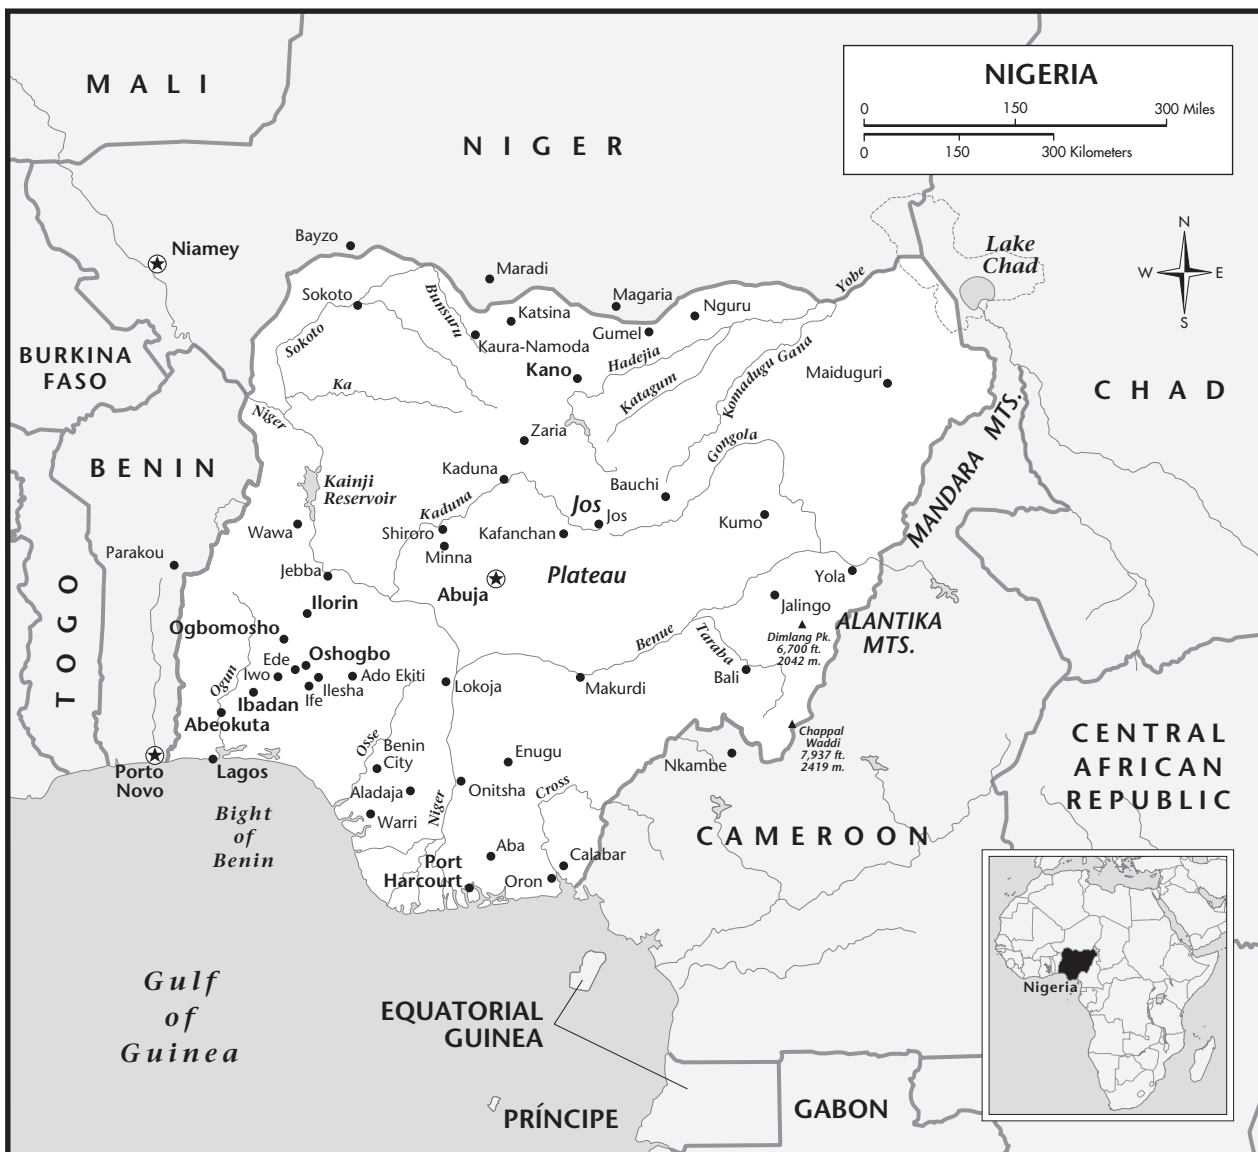 NIGERIA
0 150 300 Miles
0 150 300 Kilometers
MALI
NIGER
Niamey
Bayzo
Maradi
Lake
Chad
N
W E
S
Sokoto
Bunsuru
Katsina
Magaria
Nguru
Yobe
Sokoto
Kaura-Namoda
Gumel
Hadejia
Kano
Katagum
Komadugu Gana
Maiduguri
BURKINA
FASO
CHAD
Ka
Niger
Zaria
Gongola
MANDARA MTS.
BENIN
Kainji
Reservoir
Kaduna
Kaduna
Bauchi
Jos
Jos
Plateau
Wawa
Shiroro
Kafanchan
Kumo
Minna
Parakou
Jebba
Abuja
Yola
TOGO
Ilorin
Jalingo
ALANTIKA
MTS.
Ogbomosho
Benue
Taraba
Dimlang Pk.
6,700 ft.
2042 m.
Ede
Oshogbo
Iwo
Ilesha
Ado Ekiti
Ife
Ogun
Ibadan
Lokoja
Makurdi
Bali
Abeokuta
Osse
Benin
City
Enugu
Nkambe
Chappal
Waddi
7,937 ft.
2419 m.
CENTRAL
AFRICAN
REPUBLIC
Porto
Novo
Lagos
Aladaja
Niger
Onitsha
Cross
Bight
of
Benin
Warri
CAMEROON
Aba
Calabar
Port
Harcourt
Oron
Gulf
of
Guinea
EQUATORIAL
GUINEA
Nigeria
PRÍNCIPE
GABON